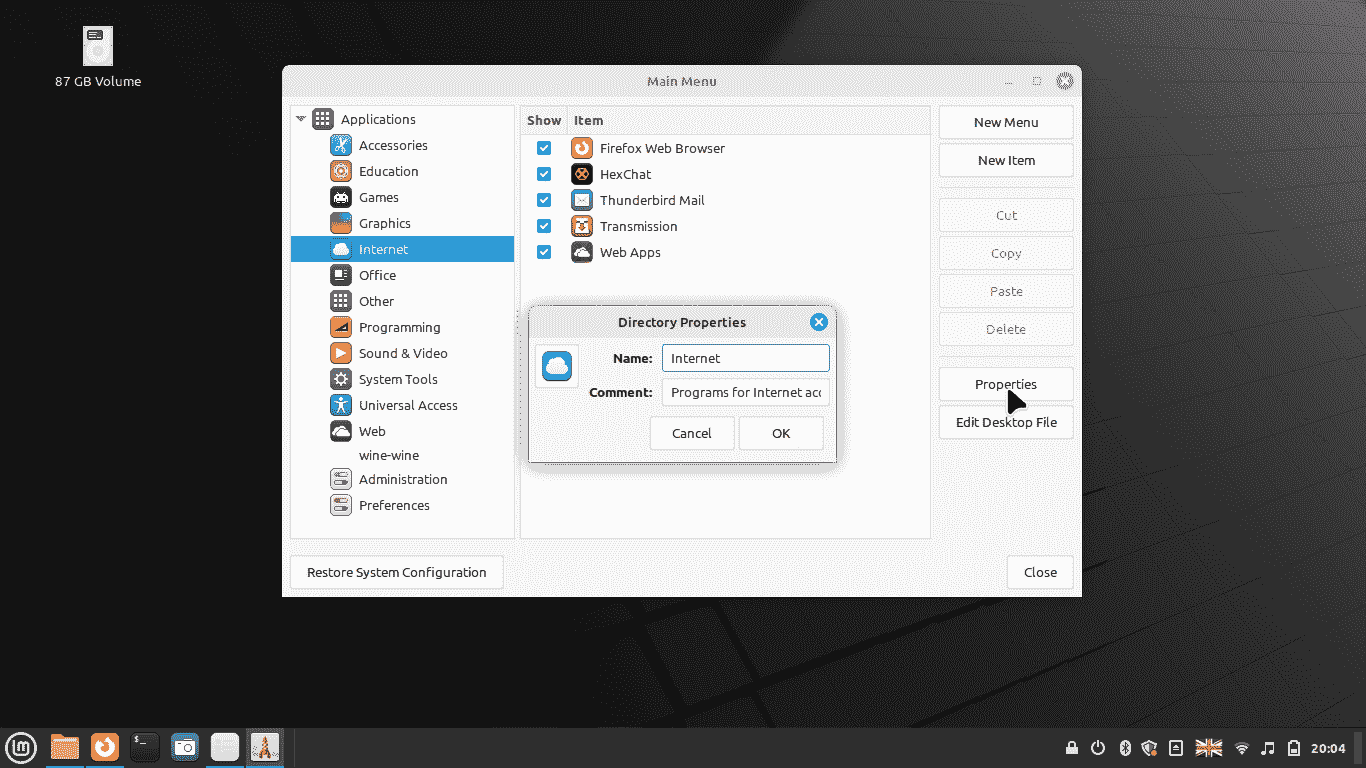 87 GB Volume
Main Menu
Applications
Accessories
Education
Games
Graphics
Internet
Office
Other
Programming
Sound & Video
System Tools
Universal Access
Web
wine-wine
Administration
Preferences
Show Item
Firefox Web Browser
HexChat
Thunderbird Mail
Transmission
Web Apps
New Menu
New Item
Cut
Copy
Paste
Delete
Properties
Edit Desktop File
Directory Properties
Name: Internet
Comment: Programs for Internet acc
Cancel OK
Restore System Configuration
Close
20:04